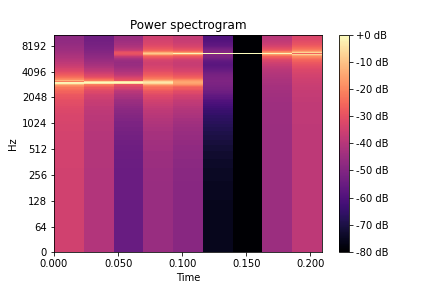 Power spectrogram
8192
4096
2048
1024
512
256
128
64
0
Hz
0.000 0.050 0.100 0.150 0.200
Time
+0 dB
-10 dB
-20 dB
-30 dB
-40 dB
-50 dB
-60 dB
-70 dB
-80 dB